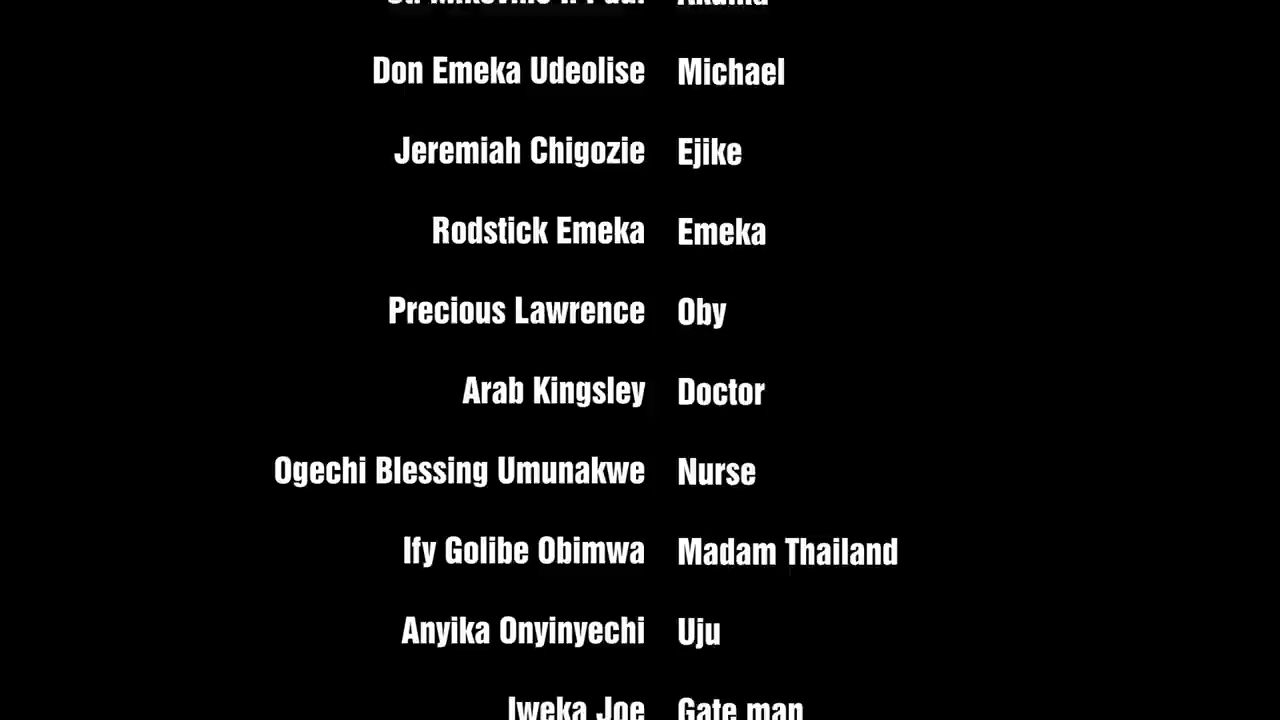 Don Emeka Udeolise Michael
Jeremiah Chigozie Ejike
Rodstick Emeka Emeka
Precious Lawrence Oby
Arab Kingsley Doctor
Ogechi Blessing Umunakwe Nurse
Ify Golibe Obimwa Madam Thailand
Anyika Onyinyechi Uju
Iweka Joe Gate man